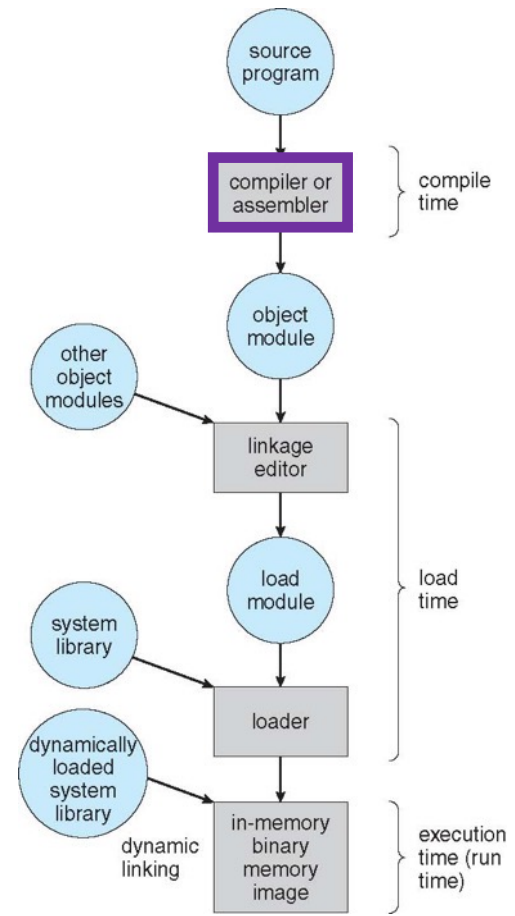 source
program
compiler or
assembler
compile
time
object
module
other
object
modules
linkage
editor
load
module
load
time
system
library
loader
dynamically
loaded
system
library
dynamic
linking
in-memory
binary
memory
image
execution
time (run
time)